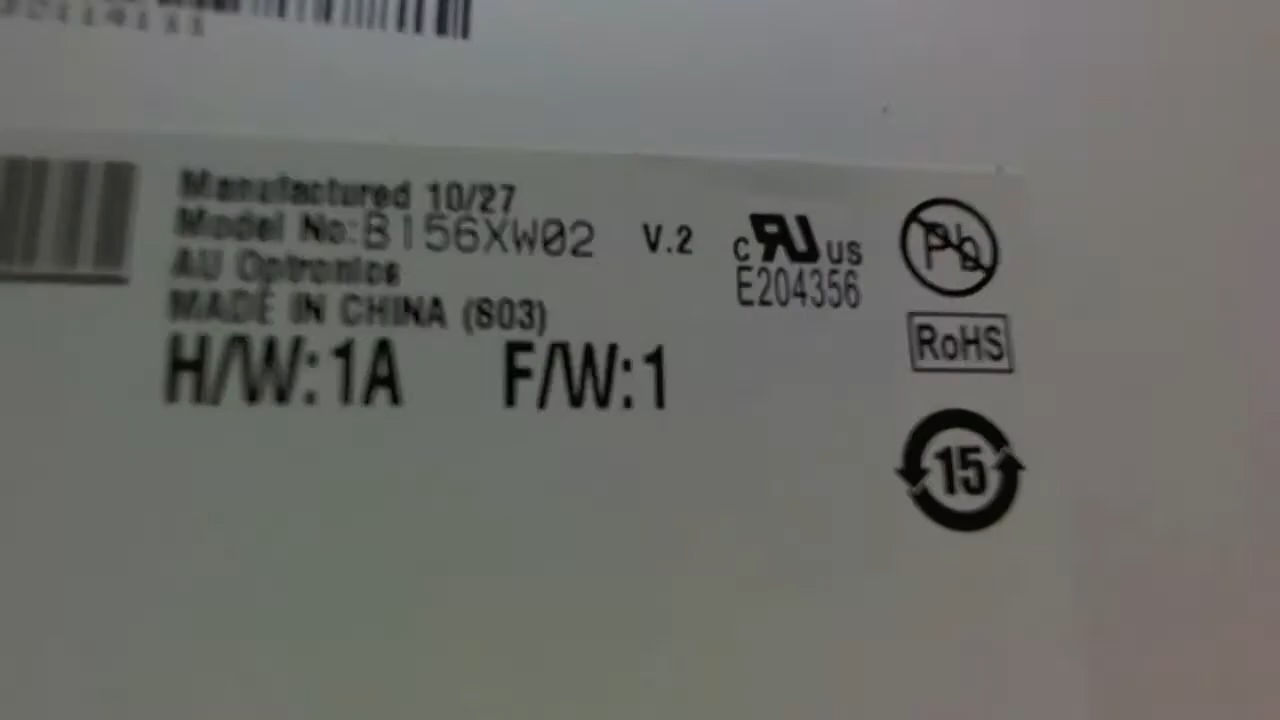 Manufactured 10/27
Model No:B156XW02 V.2
AU Optronics
MADE IN CHINA (S03)
H/W:1A F/W:1
c RU us
E204356
Pb
RoHS
15